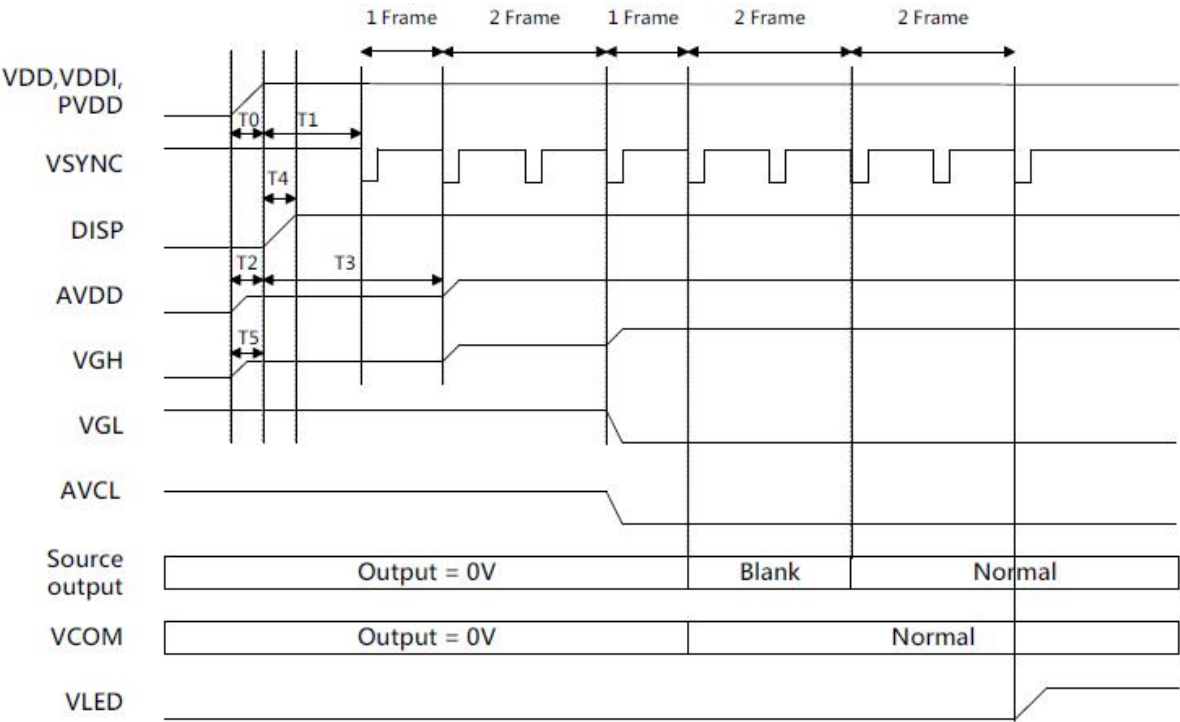 1 Frame 2 Frame 1 Frame 2 Frame 2 Frame
VDD,VDDI,
PVDD
T0 T1
VSYNC
T4
DISP
T2 T3
AVDD
T5
VGH
VGL
AVCL
Source
output
Output = 0V Blank Normal
VCOM Output = 0V Normal
VLED